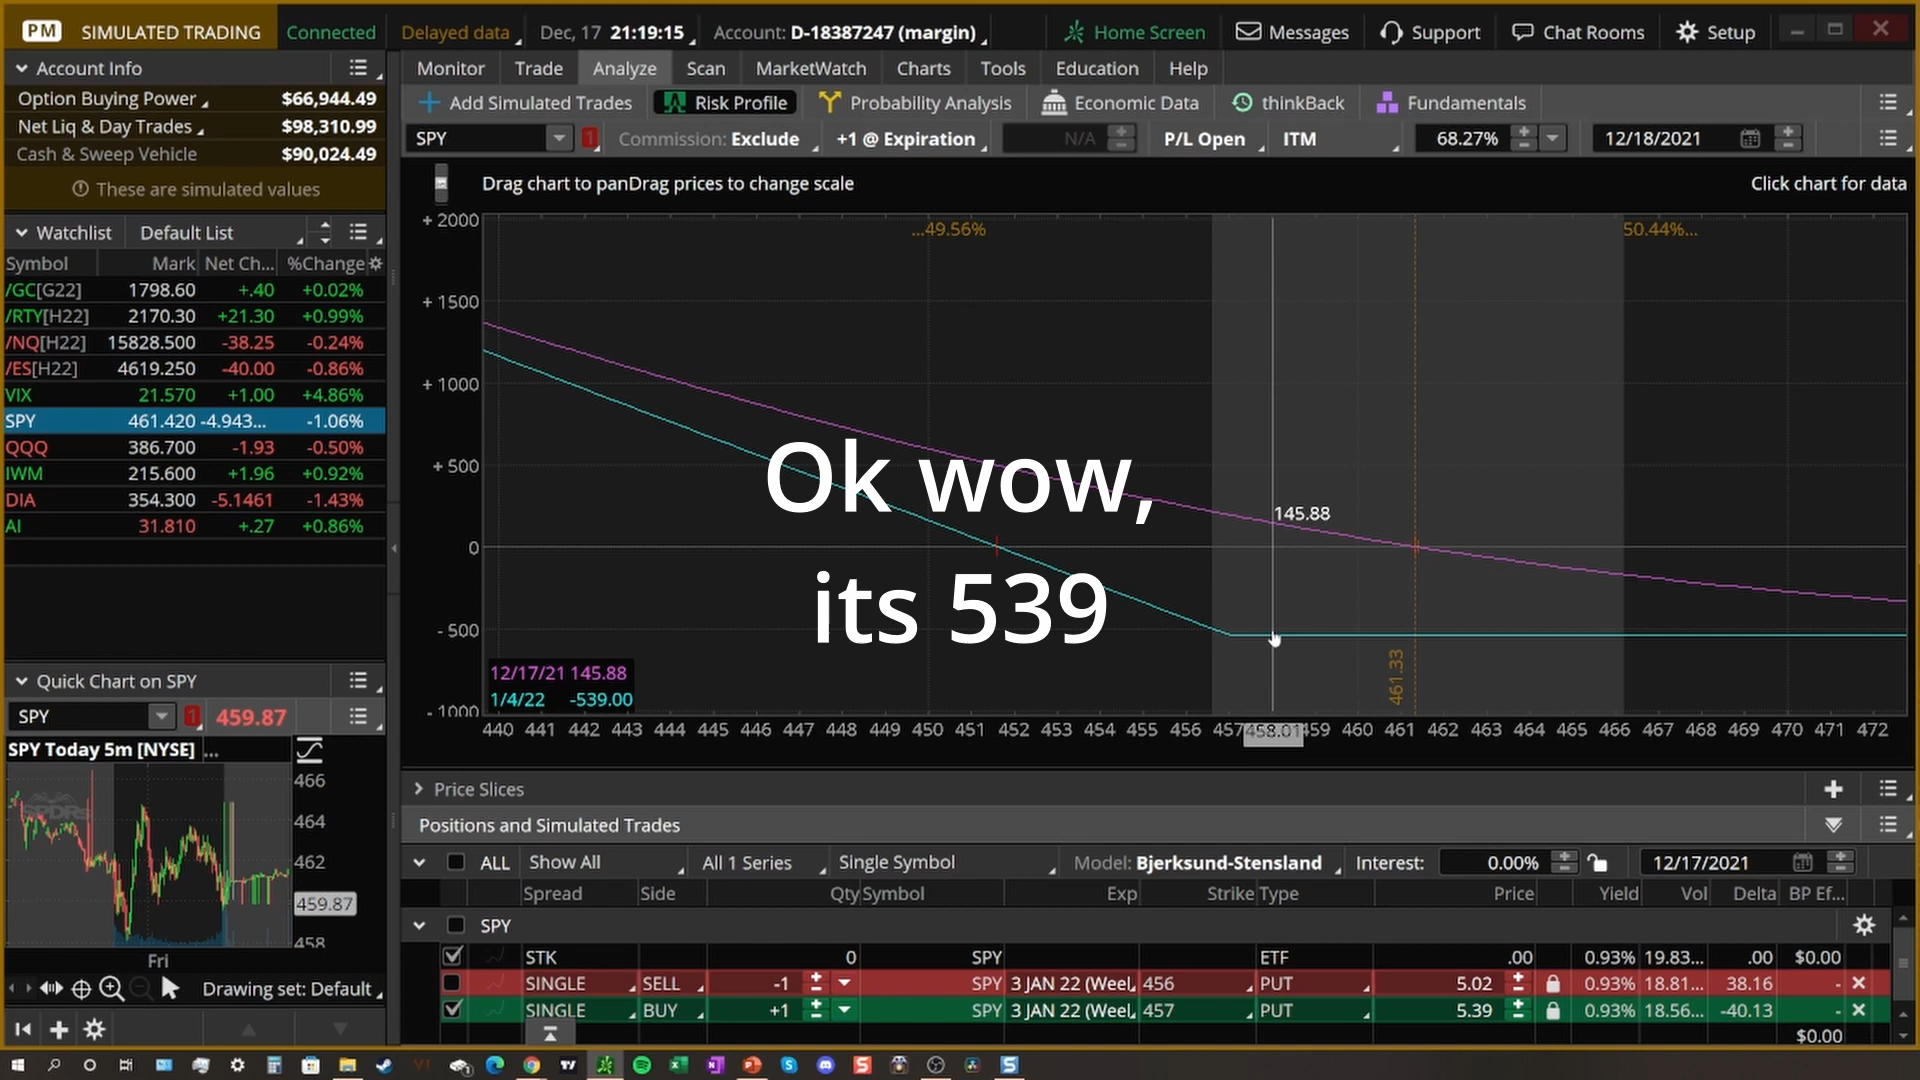 PM SIMULATED TRADING Connected Delayed data Dec, 17 21:19:15 Account: D-18387247 (margin) Home Screen Messages Support Chat Rooms Setup
Account Info
Option Buying Power $66,944.49
Net Liq & Day Trades $98,310.99
Cash & Sweep Vehicle $90,024.49
These are simulated values
Watchlist Default List
Symbol Mark Net Ch... %Change
/GC[G22] 1798.60 +.40 +0.02%
/RTY[H22] 2170.30 +21.30 +0.99%
/NQ[H22] 15828.500 -38.25 -0.24%
/ES[H22] 4619.250 -40.00 -0.86%
VIX 21.570 +1.00 +4.86%
SPY 461.420 -4.943... -1.06%
QQQ 386.700 -1.93 -0.50%
IWM 215.600 +1.96 +0.92%
DIA 354.300 -5.1461 -1.43%
AI 31.810 +.27 +0.86%
Quick Chart on SPY
SPY 1 459.87
SPY Today 5m [NYSE] ...
466
464
462
459.87
458
Fri
Drawing set: Default
Monitor Trade Analyze Scan MarketWatch Charts Tools Education Help
Add Simulated Trades Risk Profile Probability Analysis Economic Data thinkBack Fundamentals
SPY 1 Commission: Exclude +1 @ Expiration N/A P/L Open ITM 68.27% 12/18/2021
Drag chart to panDrag prices to change scale Click chart for data
...49.56% 50.44%...
+ 2000
+ 1500
+ 1000
+ 500
0
- 500
- 1000
Ok wow,
its 539
145.88
461.33
12/17/21 145.88
1/4/22 -539.00
440 441 442 443 444 445 446 447 448 449 450 451 452 453 454 455 456 457 458.01 459 460 461 462 463 464 465 466 467 468 469 470 471 472
Price Slices
Positions and Simulated Trades
ALL Show All All 1 Series Single Symbol Model: Bjerksund-Stensland Interest: 0.00% 12/17/2021
Spread Side Qty Symbol Exp Strike Type Price Yield Vol Delta BP Ef...
SPY
STK 0 SPY ETF .00 0.93% 19.83... .00 $0.00
SINGLE SELL -1 SPY 3 JAN 22 (Weel 456 PUT 5.02 0.93% 18.81... 38.16 -
SINGLE BUY +1 SPY 3 JAN 22 (Weel 457 PUT 5.39 0.93% 18.56... -40.13 -
$0.00